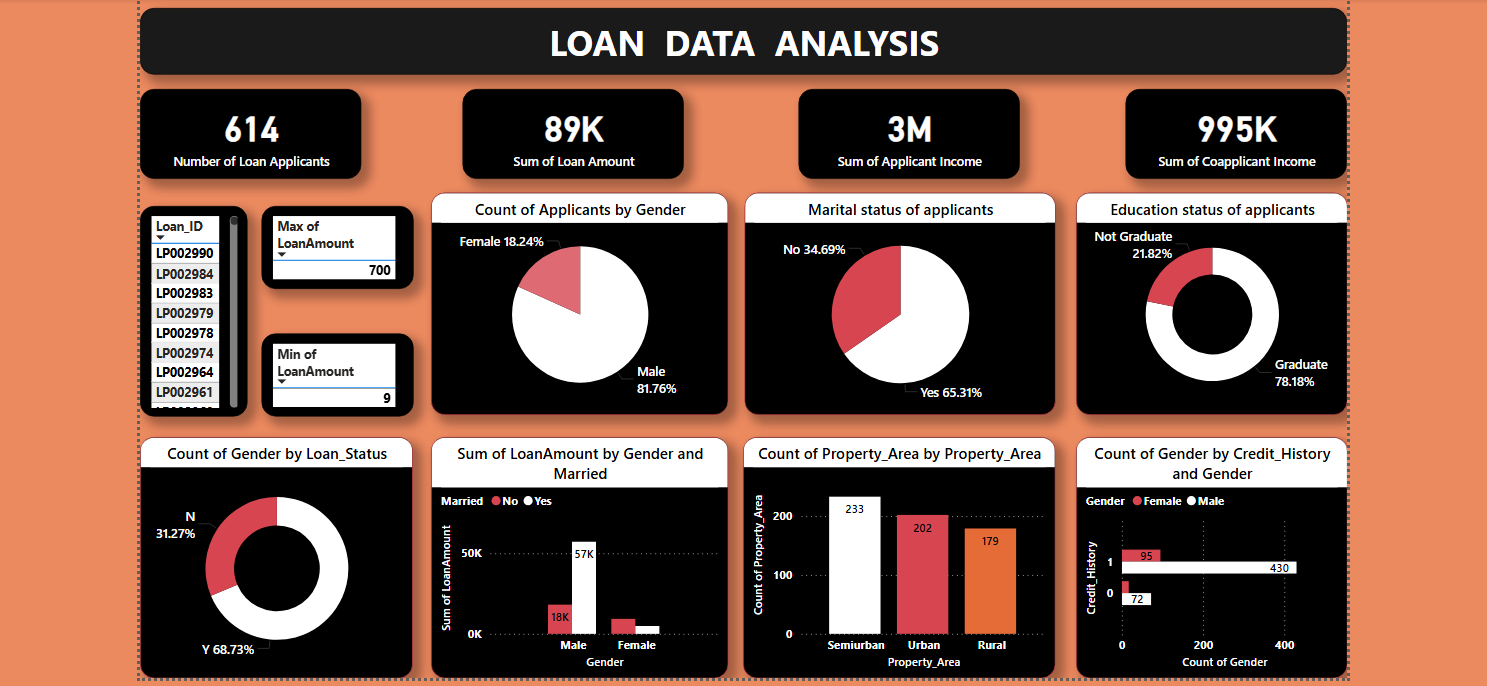 LOAN DATA ANALYSIS
614
Number of Loan Applicants
89K
Sum of Loan Amount
3M
Sum of Applicant Income
995K
Sum of Coapplicant Income
Loan_ID
LP002990
LP002984
LP002983
LP002979
LP002978
LP002974
LP002964
LP002961
Max of
LoanAmount
700
Min of
LoanAmount
9
Count of Applicants by Gender
Female 18.24%
Male
81.76%
Marital status of applicants
No 34.69%
Yes 65.31%
Education status of applicants
Not Graduate
21.82%
Graduate
78.18%
Count of Gender by Loan_Status
N
31.27%
Y 68.73%
Sum of LoanAmount by Gender and
Married
Married No Yes
Sum of LoanAmount
50K
0K
57K
18K
Male Female
Gender
Count of Property_Area by Property_Area
Count of Property_Area
200
100
0
233
202
179
Semiurban Urban Rural
Property_Area
Count of Gender by Credit_History
and Gender
Gender Female Male
Credit_History
1
0
95
430
72
0 200 400
Count of Gender